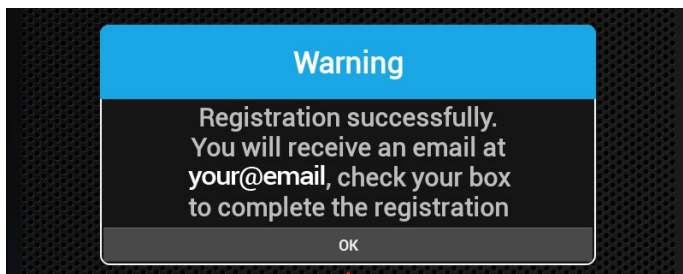 Warning
Registration successfully.
You will receive an email at
your@email, check your box
to complete the registration
OK